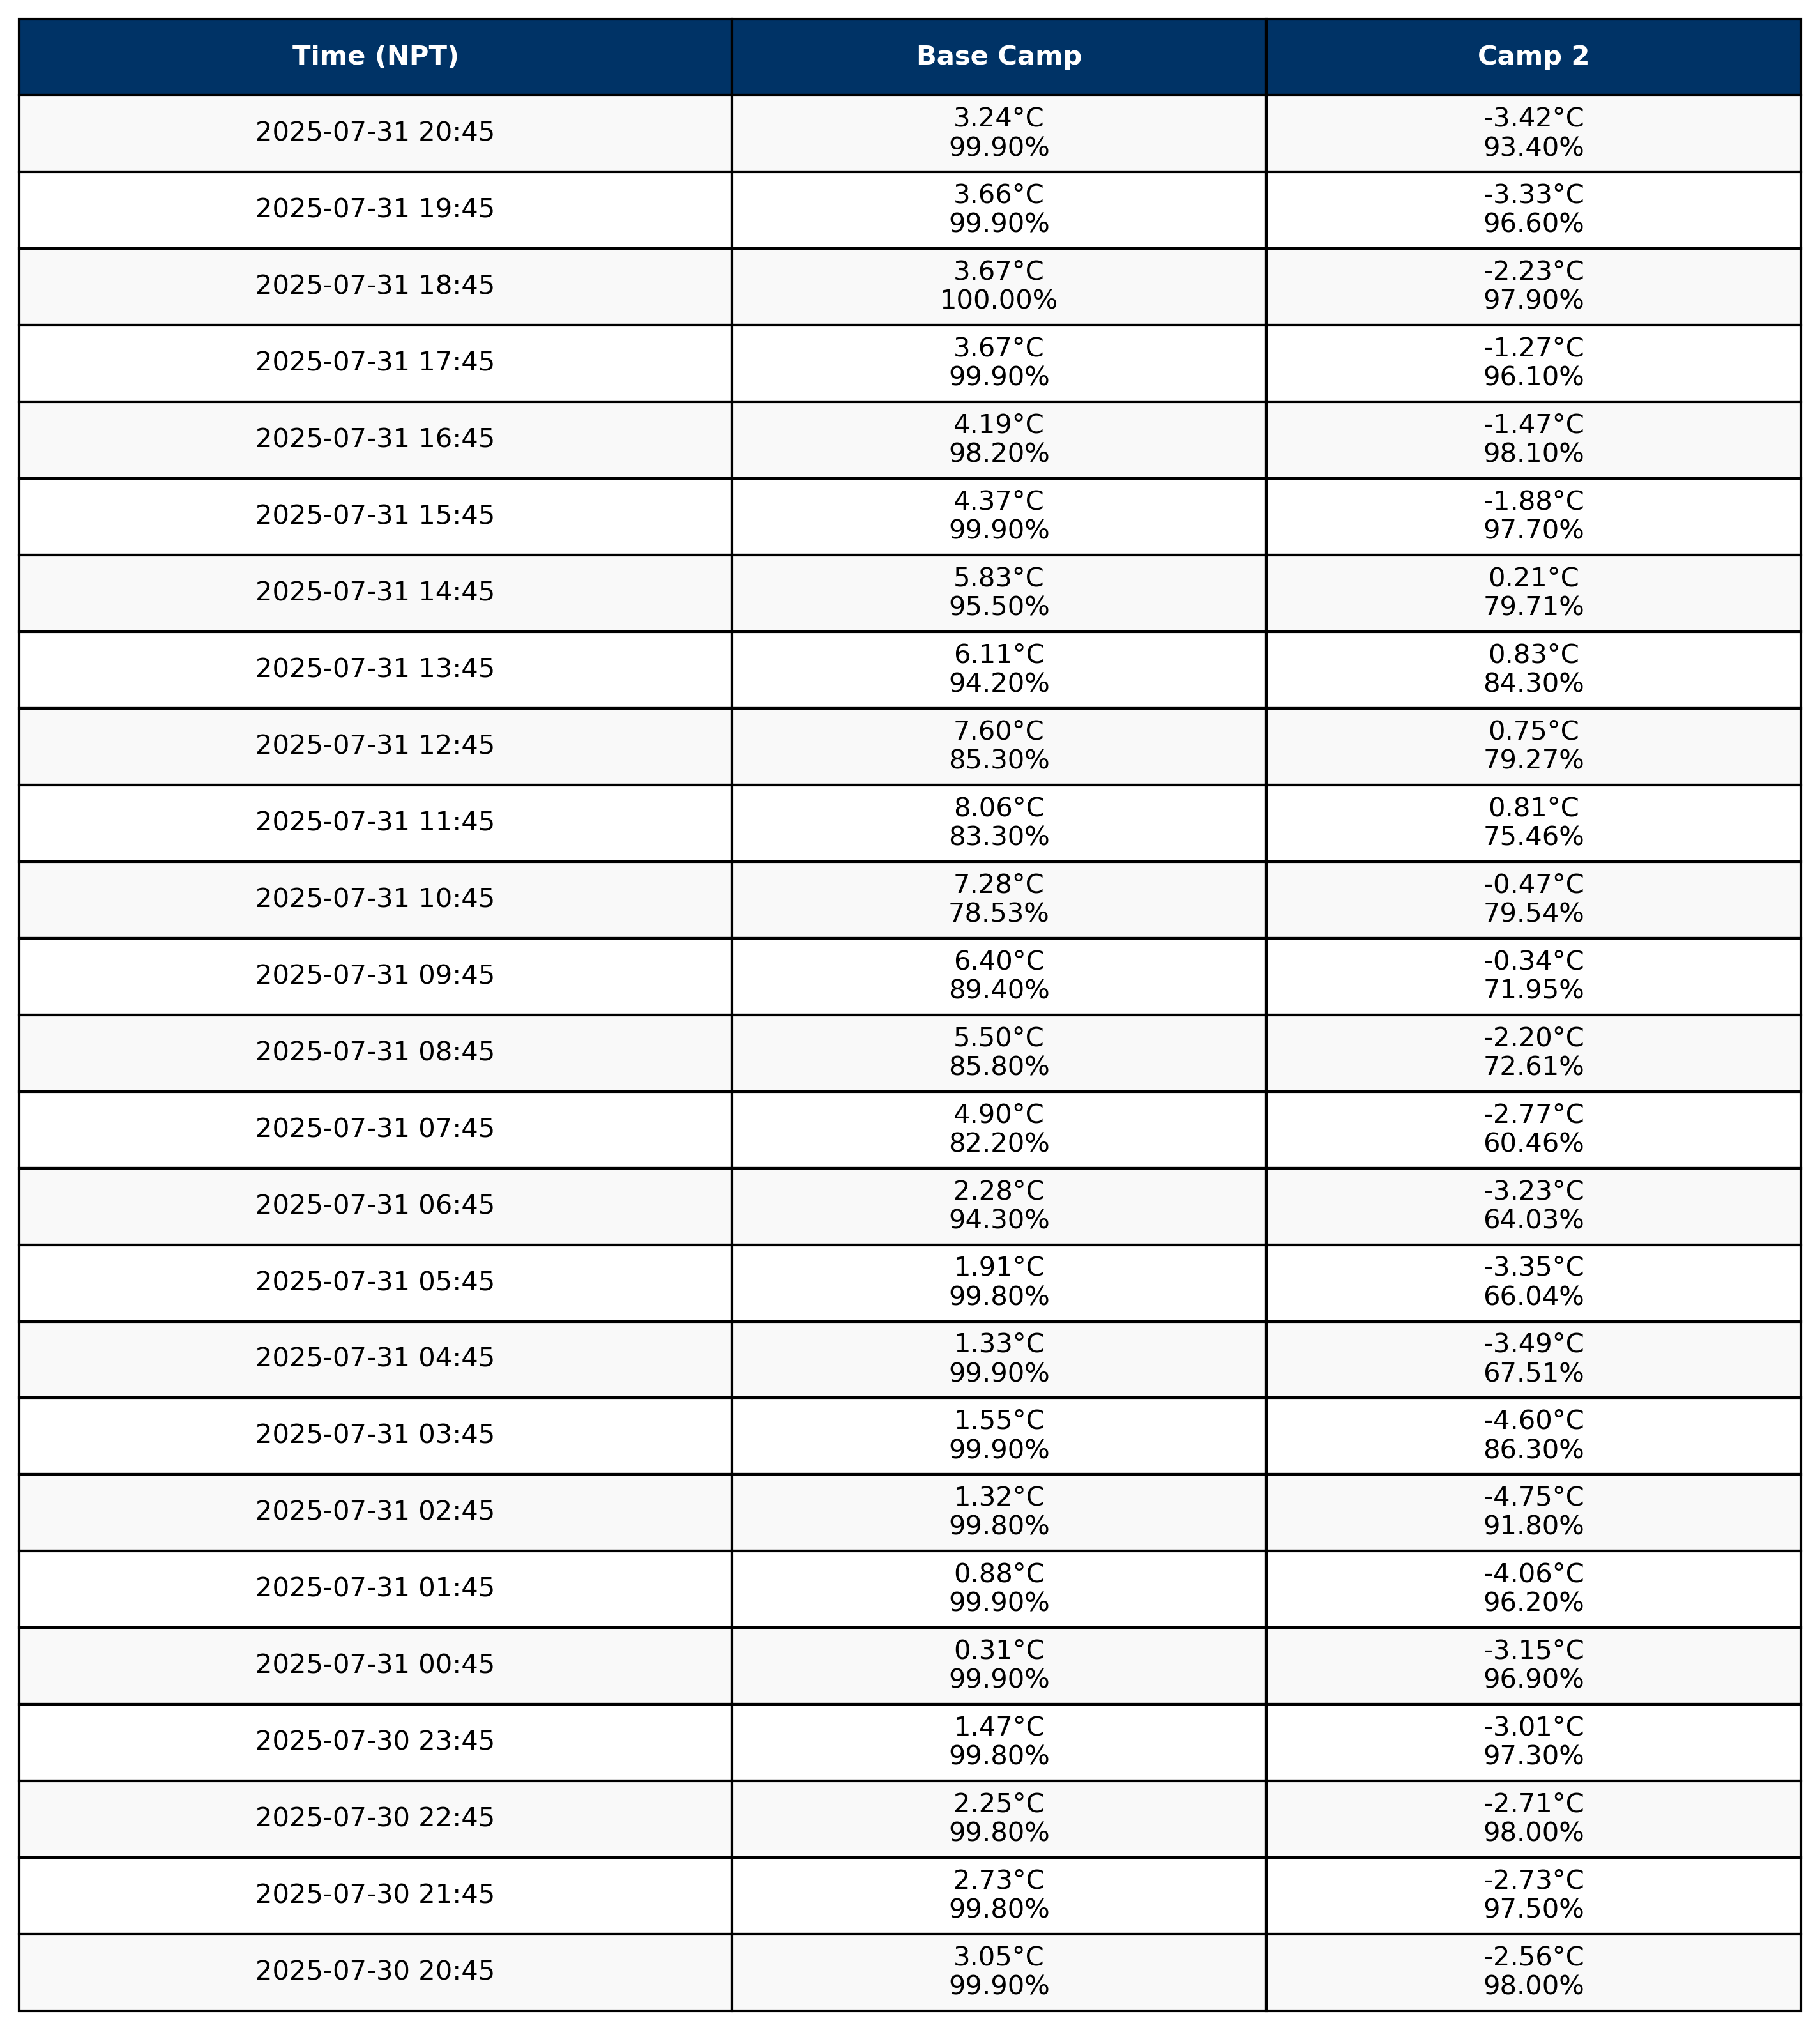 Time (NPT) Base Camp Camp 2
2025-07-31 20:45 3.24°C -3.42°C
99.90% 93.40%
2025-07-31 19:45 3.66°C -3.33°C
99.90% 96.60%
2025-07-31 18:45 3.67°C -2.23°C
100.00% 97.90%
2025-07-31 17:45 3.67°C -1.27°C
99.90% 96.10%
2025-07-31 16:45 4.19°C -1.47°C
98.20% 98.10%
2025-07-31 15:45 4.37°C -1.88°C
99.90% 97.70%
2025-07-31 14:45 5.83°C 0.21°C
95.50% 79.71%
2025-07-31 13:45 6.11°C 0.83°C
94.20% 84.30%
2025-07-31 12:45 7.60°C 0.75°C
85.30% 79.27%
2025-07-31 11:45 8.06°C 0.81°C
83.30% 75.46%
2025-07-31 10:45 7.28°C -0.47°C
78.53% 79.54%
2025-07-31 09:45 6.40°C -0.34°C
89.40% 71.95%
2025-07-31 08:45 5.50°C -2.20°C
85.80% 72.61%
2025-07-31 07:45 4.90°C -2.77°C
82.20% 60.46%
2025-07-31 06:45 2.28°C -3.23°C
94.30% 64.03%
2025-07-31 05:45 1.91°C -3.35°C
99.80% 66.04%
2025-07-31 04:45 1.33°C -3.49°C
99.90% 67.51%
2025-07-31 03:45 1.55°C -4.60°C
99.90% 86.30%
2025-07-31 02:45 1.32°C -4.75°C
99.80% 91.80%
2025-07-31 01:45 0.88°C -4.06°C
99.90% 96.20%
2025-07-31 00:45 0.31°C -3.15°C
99.90% 96.90%
2025-07-30 23:45 1.47°C -3.01°C
99.80% 97.30%
2025-07-30 22:45 2.25°C -2.71°C
99.80% 98.00%
2025-07-30 21:45 2.73°C -2.73°C
99.80% 97.50%
2025-07-30 20:45 3.05°C -2.56°C
99.90% 98.00%